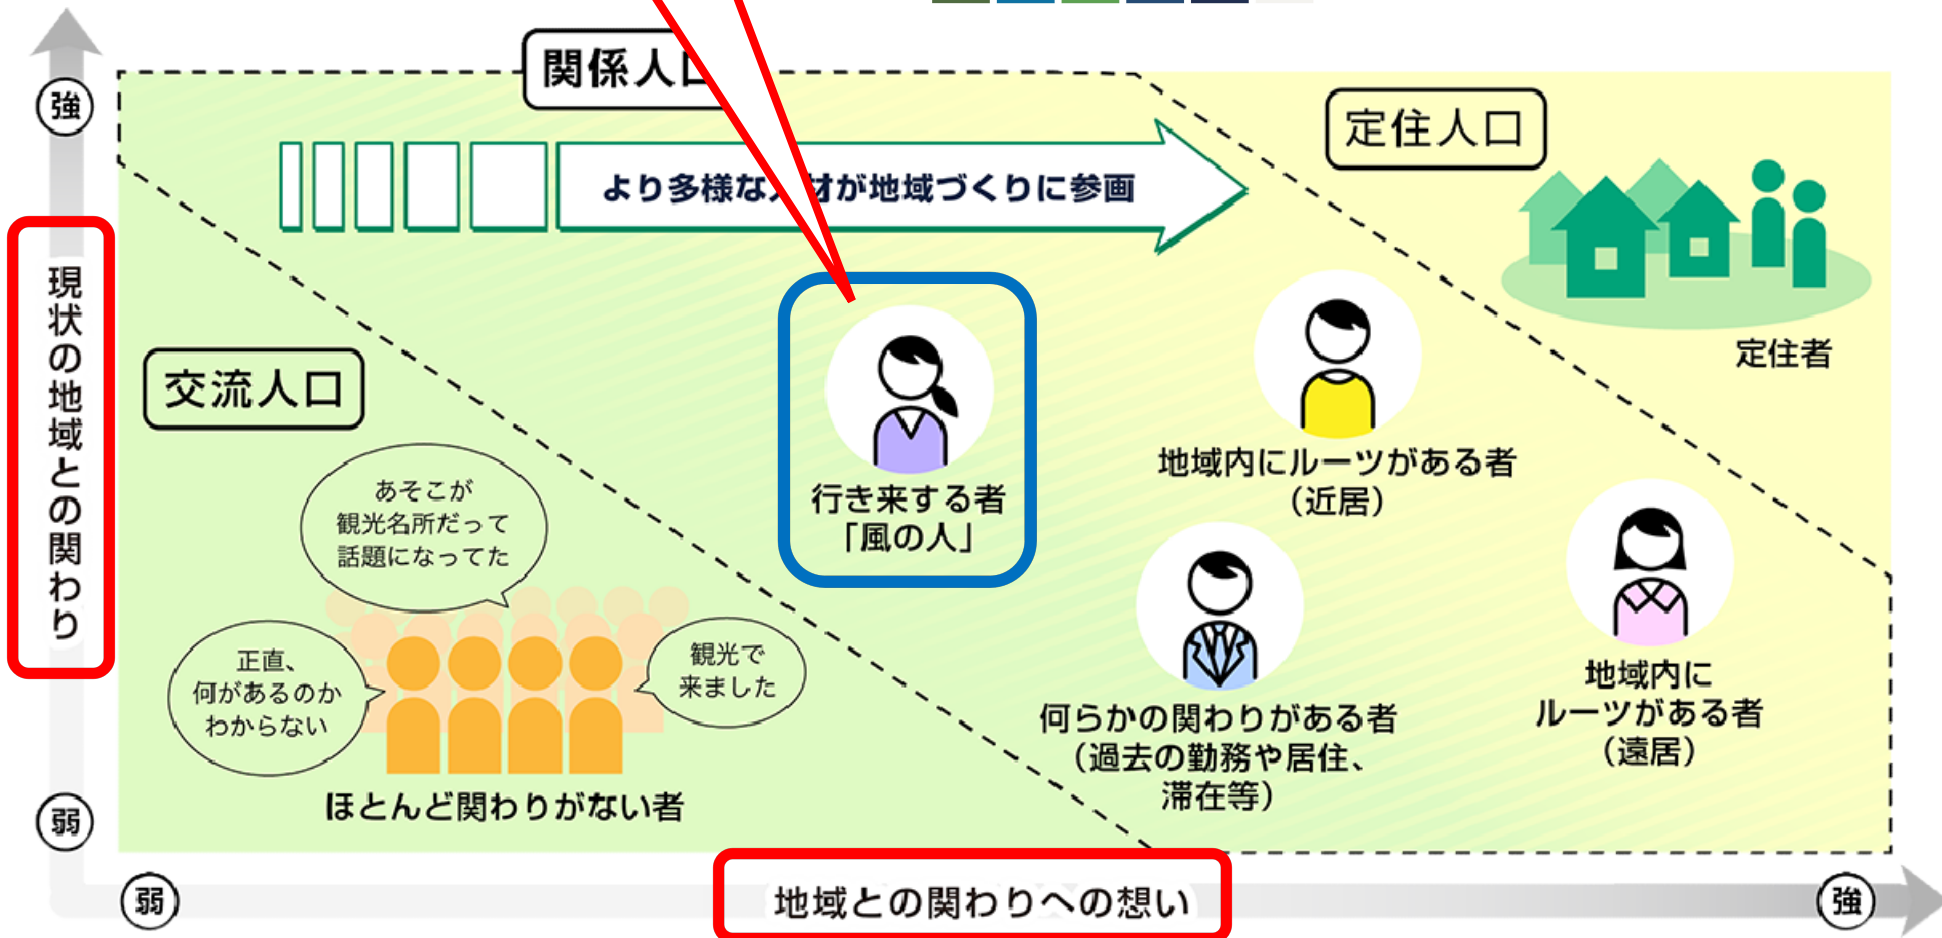 関係人口
強
定住人口
より多様な人材が地域づくりに参画
現状の地域との関わり
定住者
交流人口
地域内にルーツがある者
（近居）
あそこが
観光名所だって
話題になってた
行き来する者
「風の人」
正直、
何があるのか
わからない
観光で
来ました
地域内に
ルーツがある者
（遠居）
何らかの関わりがある者
（過去の勤務や居住、
滞在等）
ほとんど関わりがない者
弱
弱
地域との関わりへの想い
強